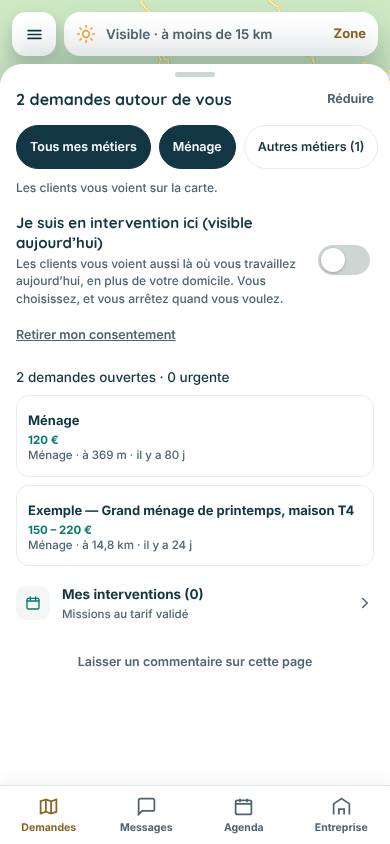 Visible · à moins de 15 km
Zone
2 demandes autour de vous
Réduire
Tous mes métiers
Ménage
Autres métiers (1)
Les clients vous voient sur la carte.
Je suis en intervention ici (visible
aujourd’hui)
Les clients vous voient aussi là où vous travaillez
aujourd’hui, en plus de votre domicile. Vous
choisissez, et vous arrêtez quand vous voulez.
Retirer mon consentement
2 demandes ouvertes · 0 urgente
Ménage
120 €
Ménage · à 369 m · il y a 80 j
Exemple — Grand ménage de printemps, maison T4
150 – 220 €
Ménage · à 14,8 km · il y a 24 j
Mes interventions (0)
Missions au tarif validé
Laisser un commentaire sur cette page
Demandes
Messages
Agenda
Entreprise